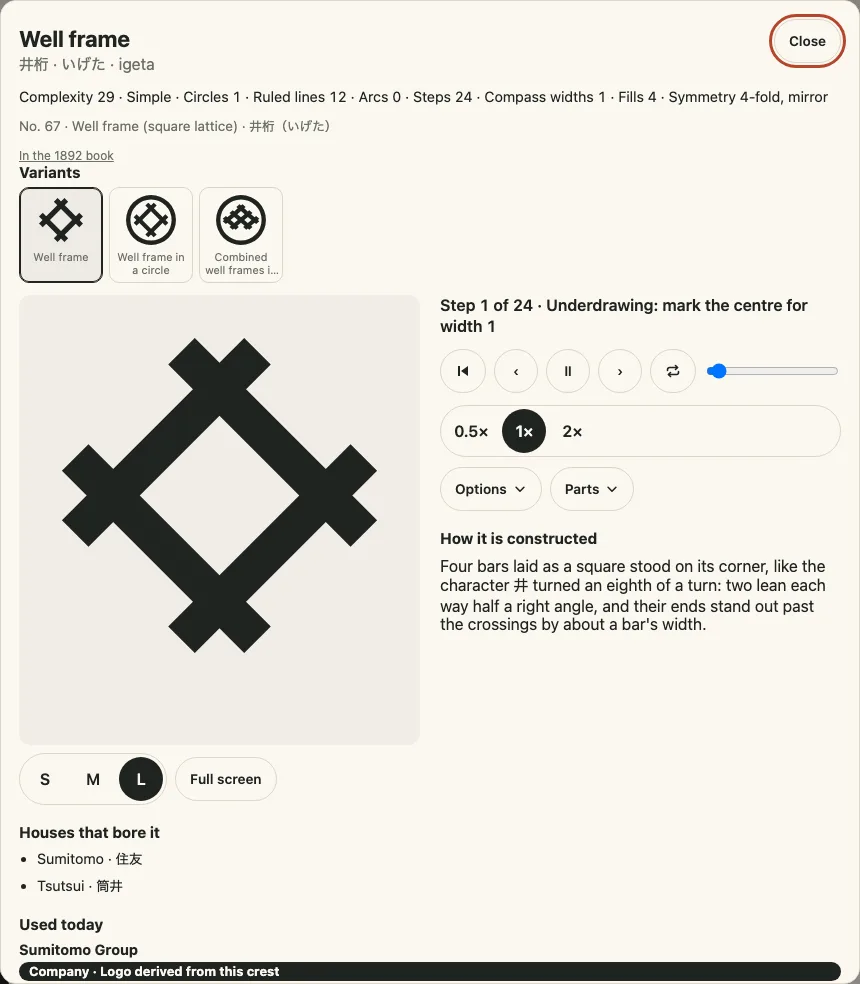 Well frame
Close
井桁 · いげた · igeta
Complexity 29 · Simple · Circles 1 · Ruled lines 12 · Arcs 0 · Steps 24 · Compass widths 1 · Fills 4 · Symmetry 4-fold, mirror
No. 67 · Well frame (square lattice) · 井桁（いげた）
In the 1892 book
Variants
Well frame
Well frame in
a circle
Combined
well frames i...
Step 1 of 24 · Underdrawing: mark the centre for
width 1
0.5×
1×
2×
Options
Parts
How it is constructed
Four bars laid as a square stood on its corner, like the
character 井 turned an eighth of a turn: two lean each
way half a right angle, and their ends stand out past
the crossings by about a bar's width.
S
M
L
Full screen
Houses that bore it
Sumitomo · 住友
Tsutsui · 筒井
Used today
Sumitomo Group
Company · Logo derived from this crest